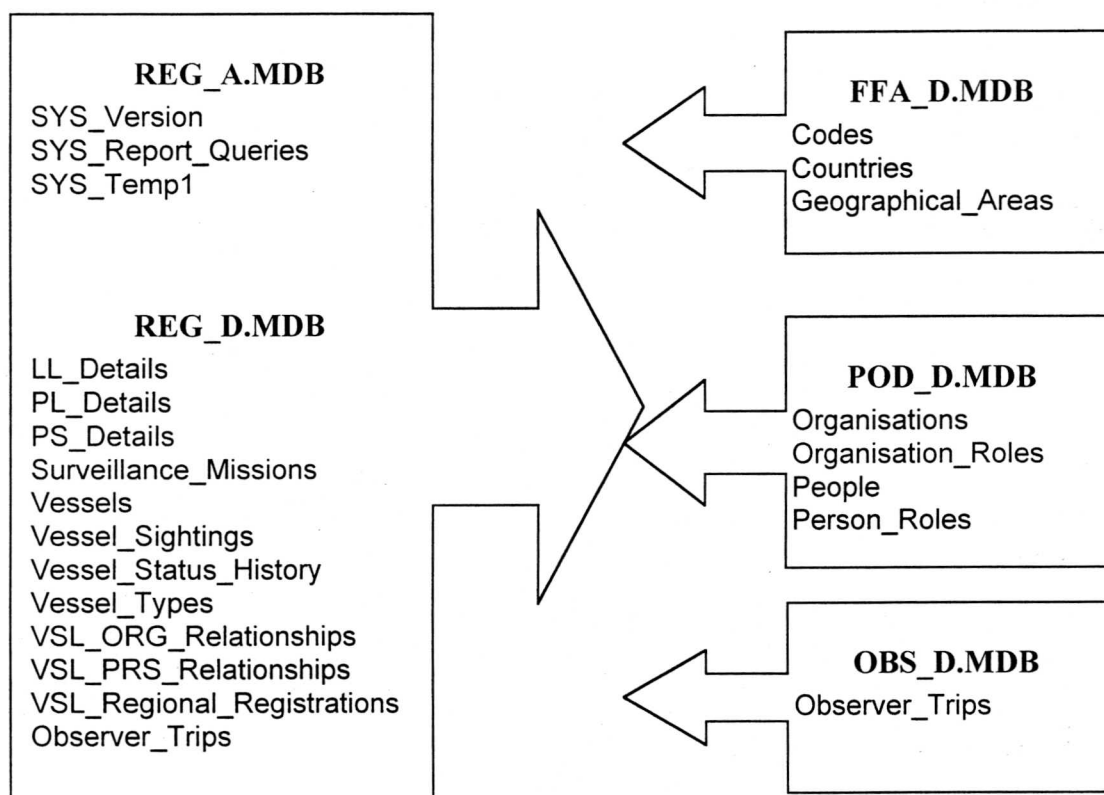 REG_A.MDB
SYS_Version
SYS_Report_Queries
SYS_Temp1
REG_D.MDB
LL_Details
PL_Details
PS_Details
Surveillance_Missions
Vessels
Vessel_Sightings
Vessel_Status_History
Vessel_Types
VSL_ORG_Relationships
VSL_PRS_Relationships
VSL_Regional_Registrations
Observer_Trips
FFA_D.MDB
Codes
Countries
Geographical_Areas
POD_D.MDB
Organisations
Organisation_Roles
People
Person_Roles
OBS_D.MDB
Observer_Trips